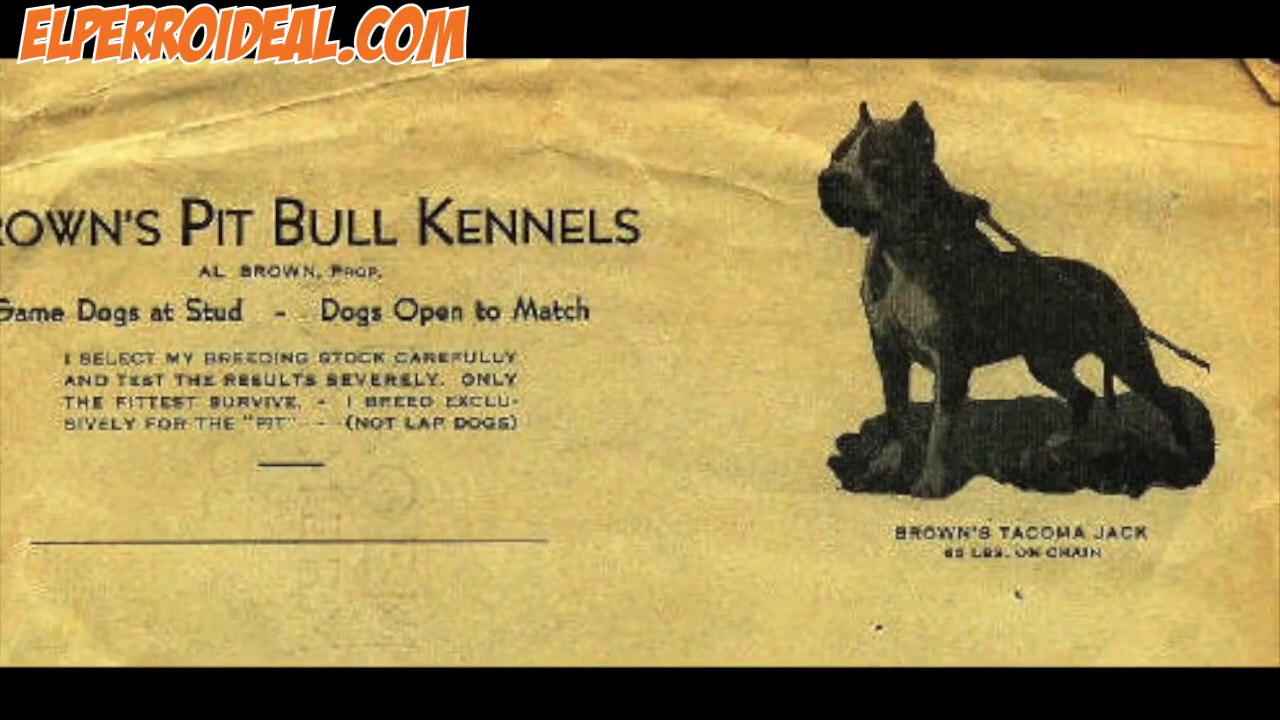 ELPERROIDEAL.COM
ROWN'S PIT BULL KENNELS
AL BROWN, PROP.
Game Dogs at Stud - Dogs Open to Match
I SELECT MY BREEDING STOCK CAREFULLY
AND TEST THE RESULTS SEVERELY. ONLY
THE FITTEST SURVIVE. - I BREED EXCLU-
SIVELY FOR THE "PIT" - (NOT LAP DOGS)
BROWN'S TACOMA JACK
LBS. ON CHAIN